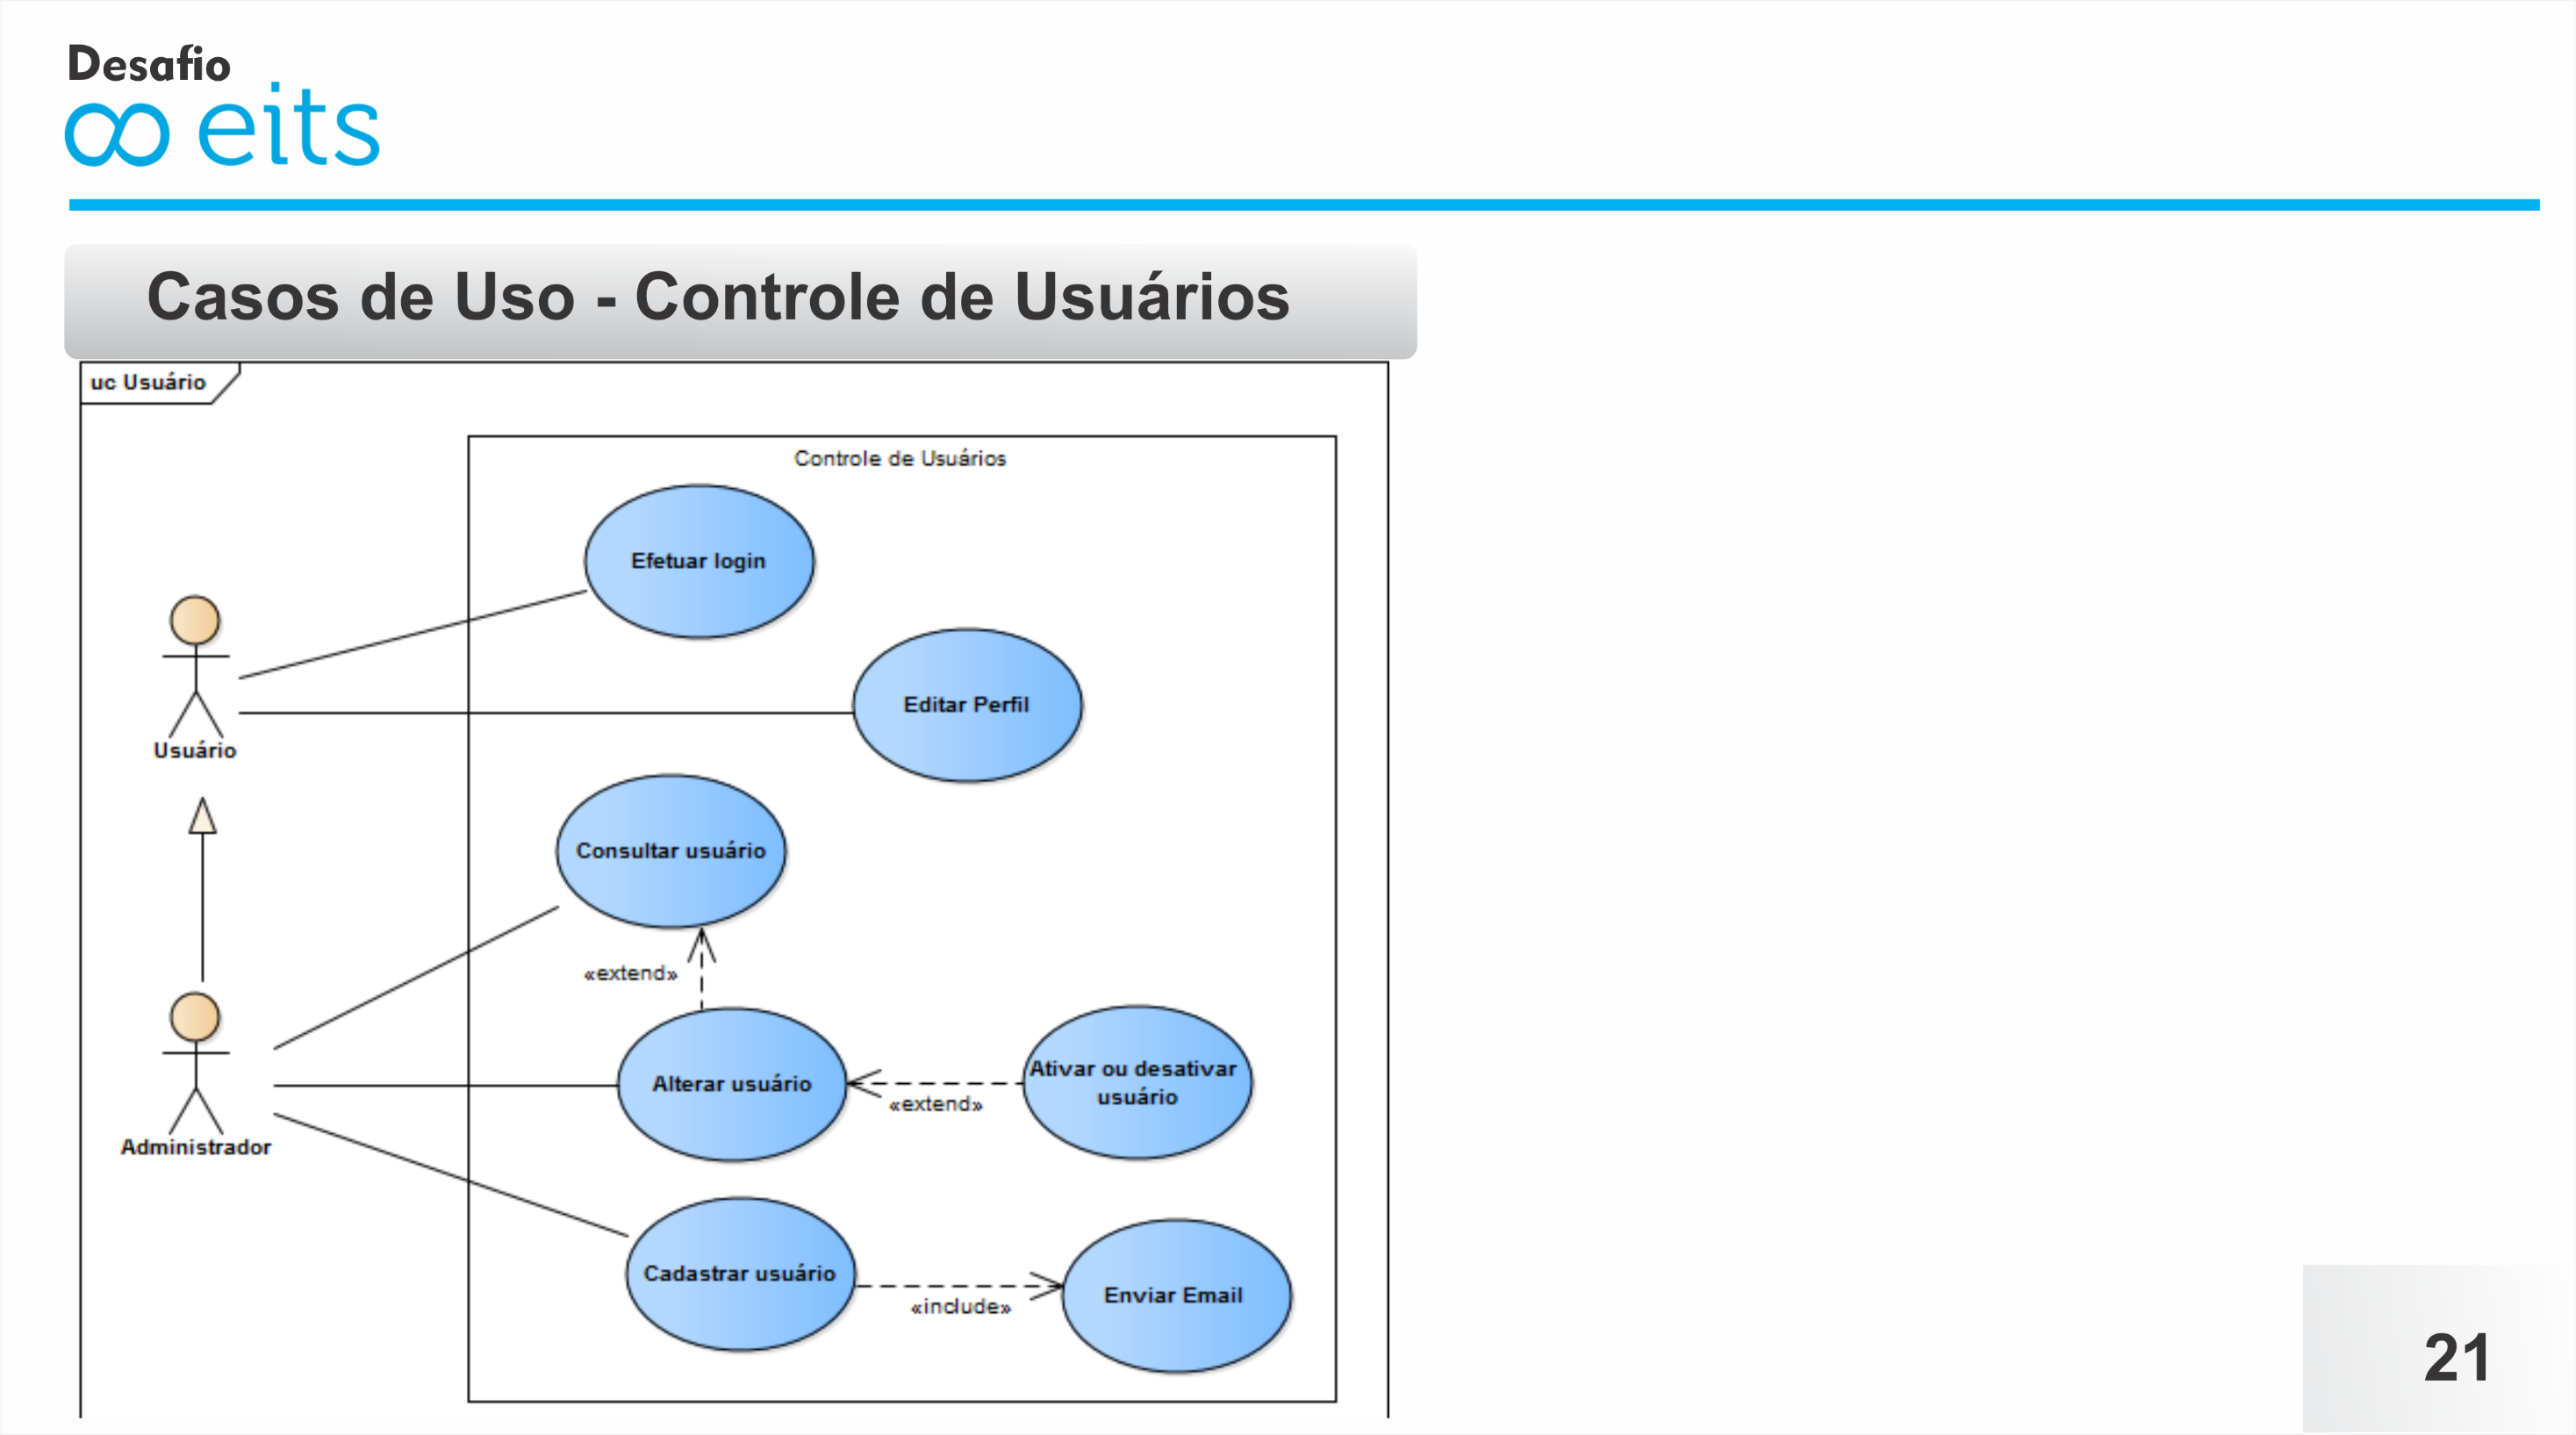 Desafio
eits
Casos de Uso - Controle de Usuários
uc Usuário
Controle de Usuários
Efetuar login
Editar Perfil
Usuário
Consultar usuário
«extend»
Alterar usuário
«extend»
Ativar ou desativar
usuário
Administrador
Cadastrar usuário
«include»
Enviar Email
21